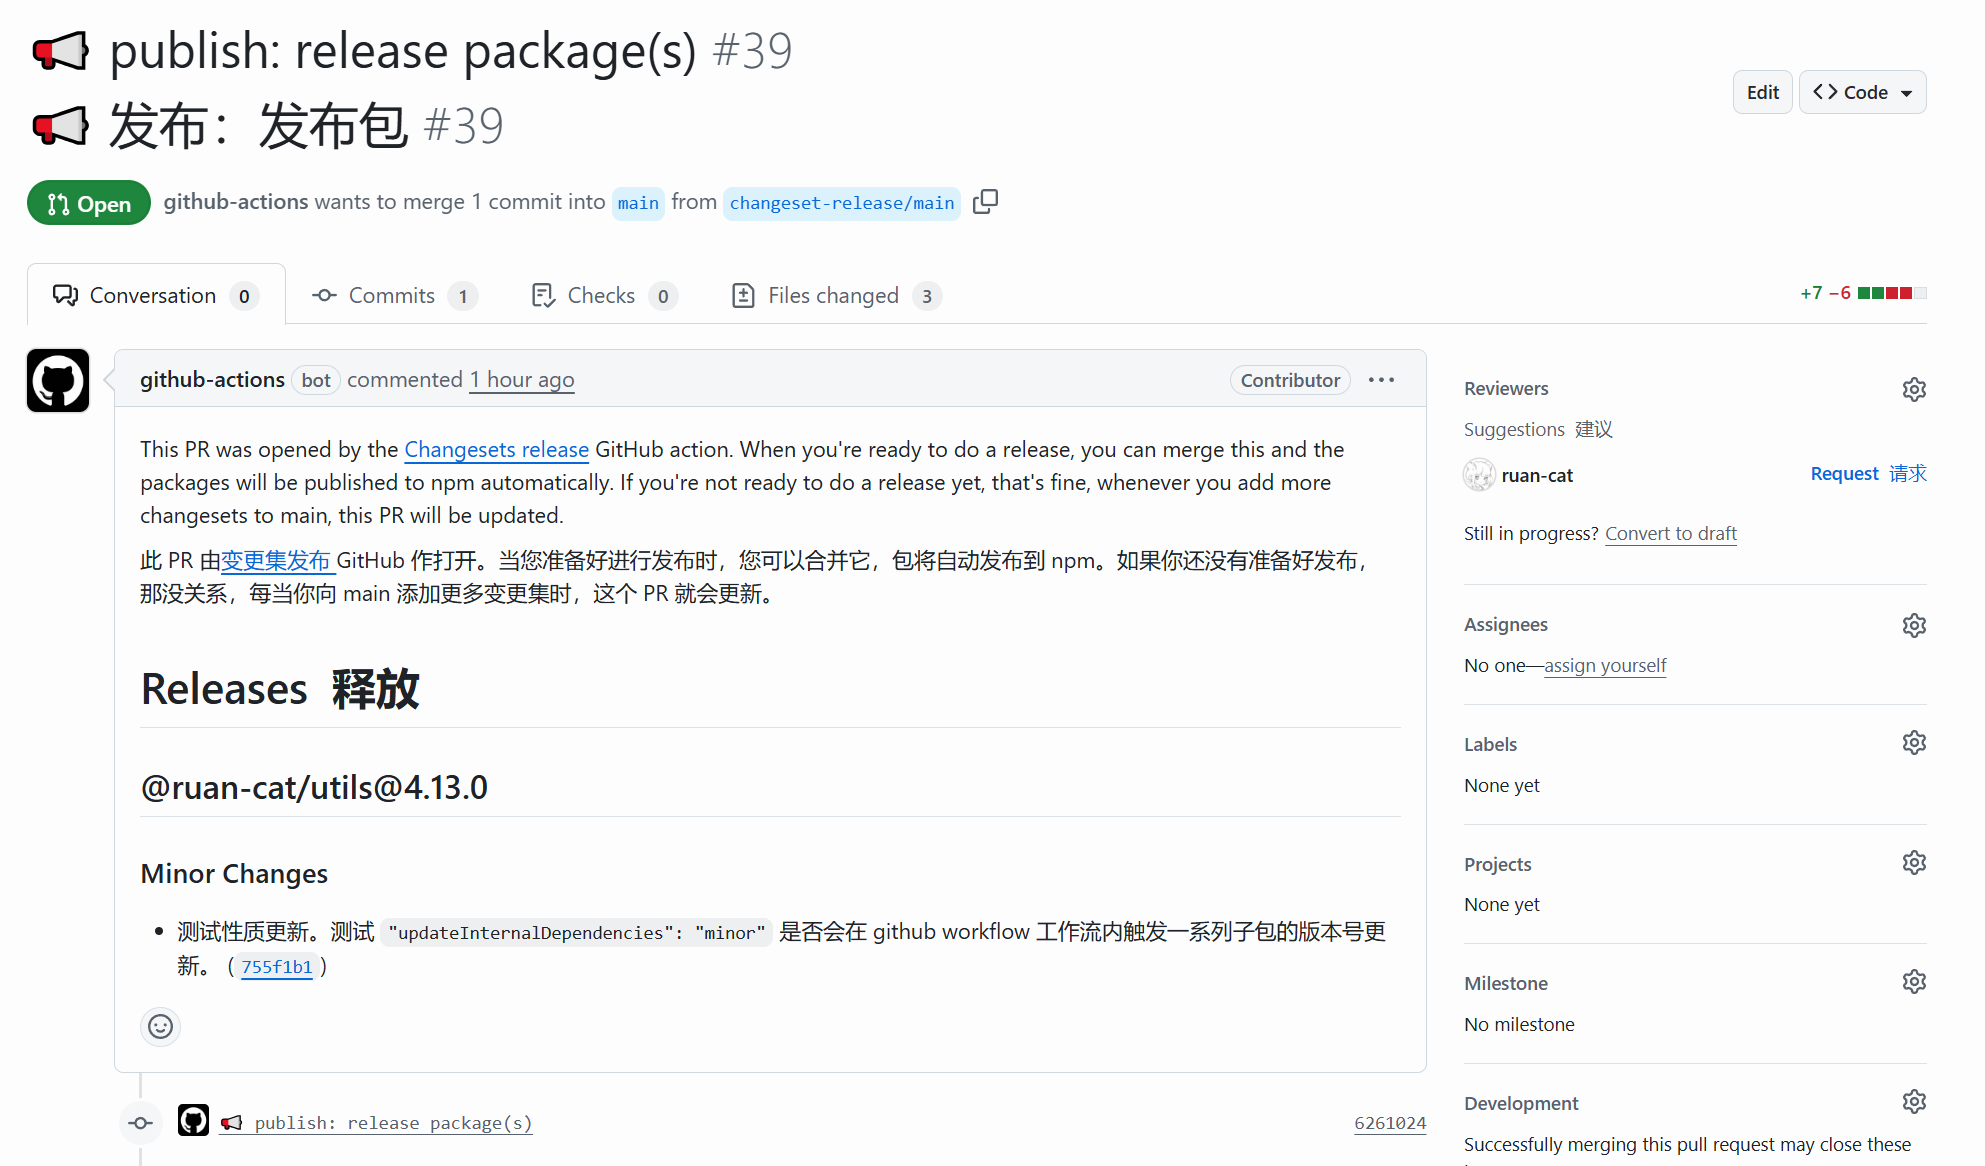 publish: release package(s) #39
发布：发布包 #39
Edit
Code
Open
github-actions wants to merge 1 commit into main from changeset-release/main
Conversation 0
Commits 1
Checks 0
Files changed 3
+7 −6
github-actions bot commented 1 hour ago
Contributor
This PR was opened by the Changesets release GitHub action. When you're ready to do a release, you can merge this and the
packages will be published to npm automatically. If you're not ready to do a release yet, that's fine, whenever you add more
changesets to main, this PR will be updated.
此 PR 由变更集发布 GitHub 作打开。当您准备好进行发布时，您可以合并它，包将自动发布到 npm。如果你还没有准备好发布，
那没关系，每当你向 main 添加更多变更集时，这个 PR 就会更新。
Releases 释放
@ruan-cat/utils@4.13.0
Minor Changes
测试性质更新。测试 "updateInternalDependencies": "minor" 是否会在 github workflow 工作流内触发一系列子包的版本号更
新。 (755f1b1)
publish: release package(s)
6261024
Reviewers
Suggestions 建议
ruan-cat
Request 请求
Still in progress? Convert to draft
Assignees
No one—assign yourself
Labels
None yet
Projects
None yet
Milestone
No milestone
Development
Successfully merging this pull request may close these